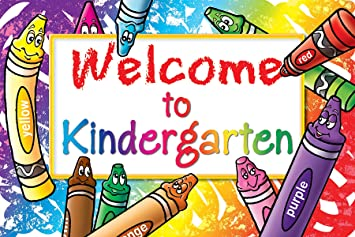 Welcome
to
Kindergarten
yellow
red
purple